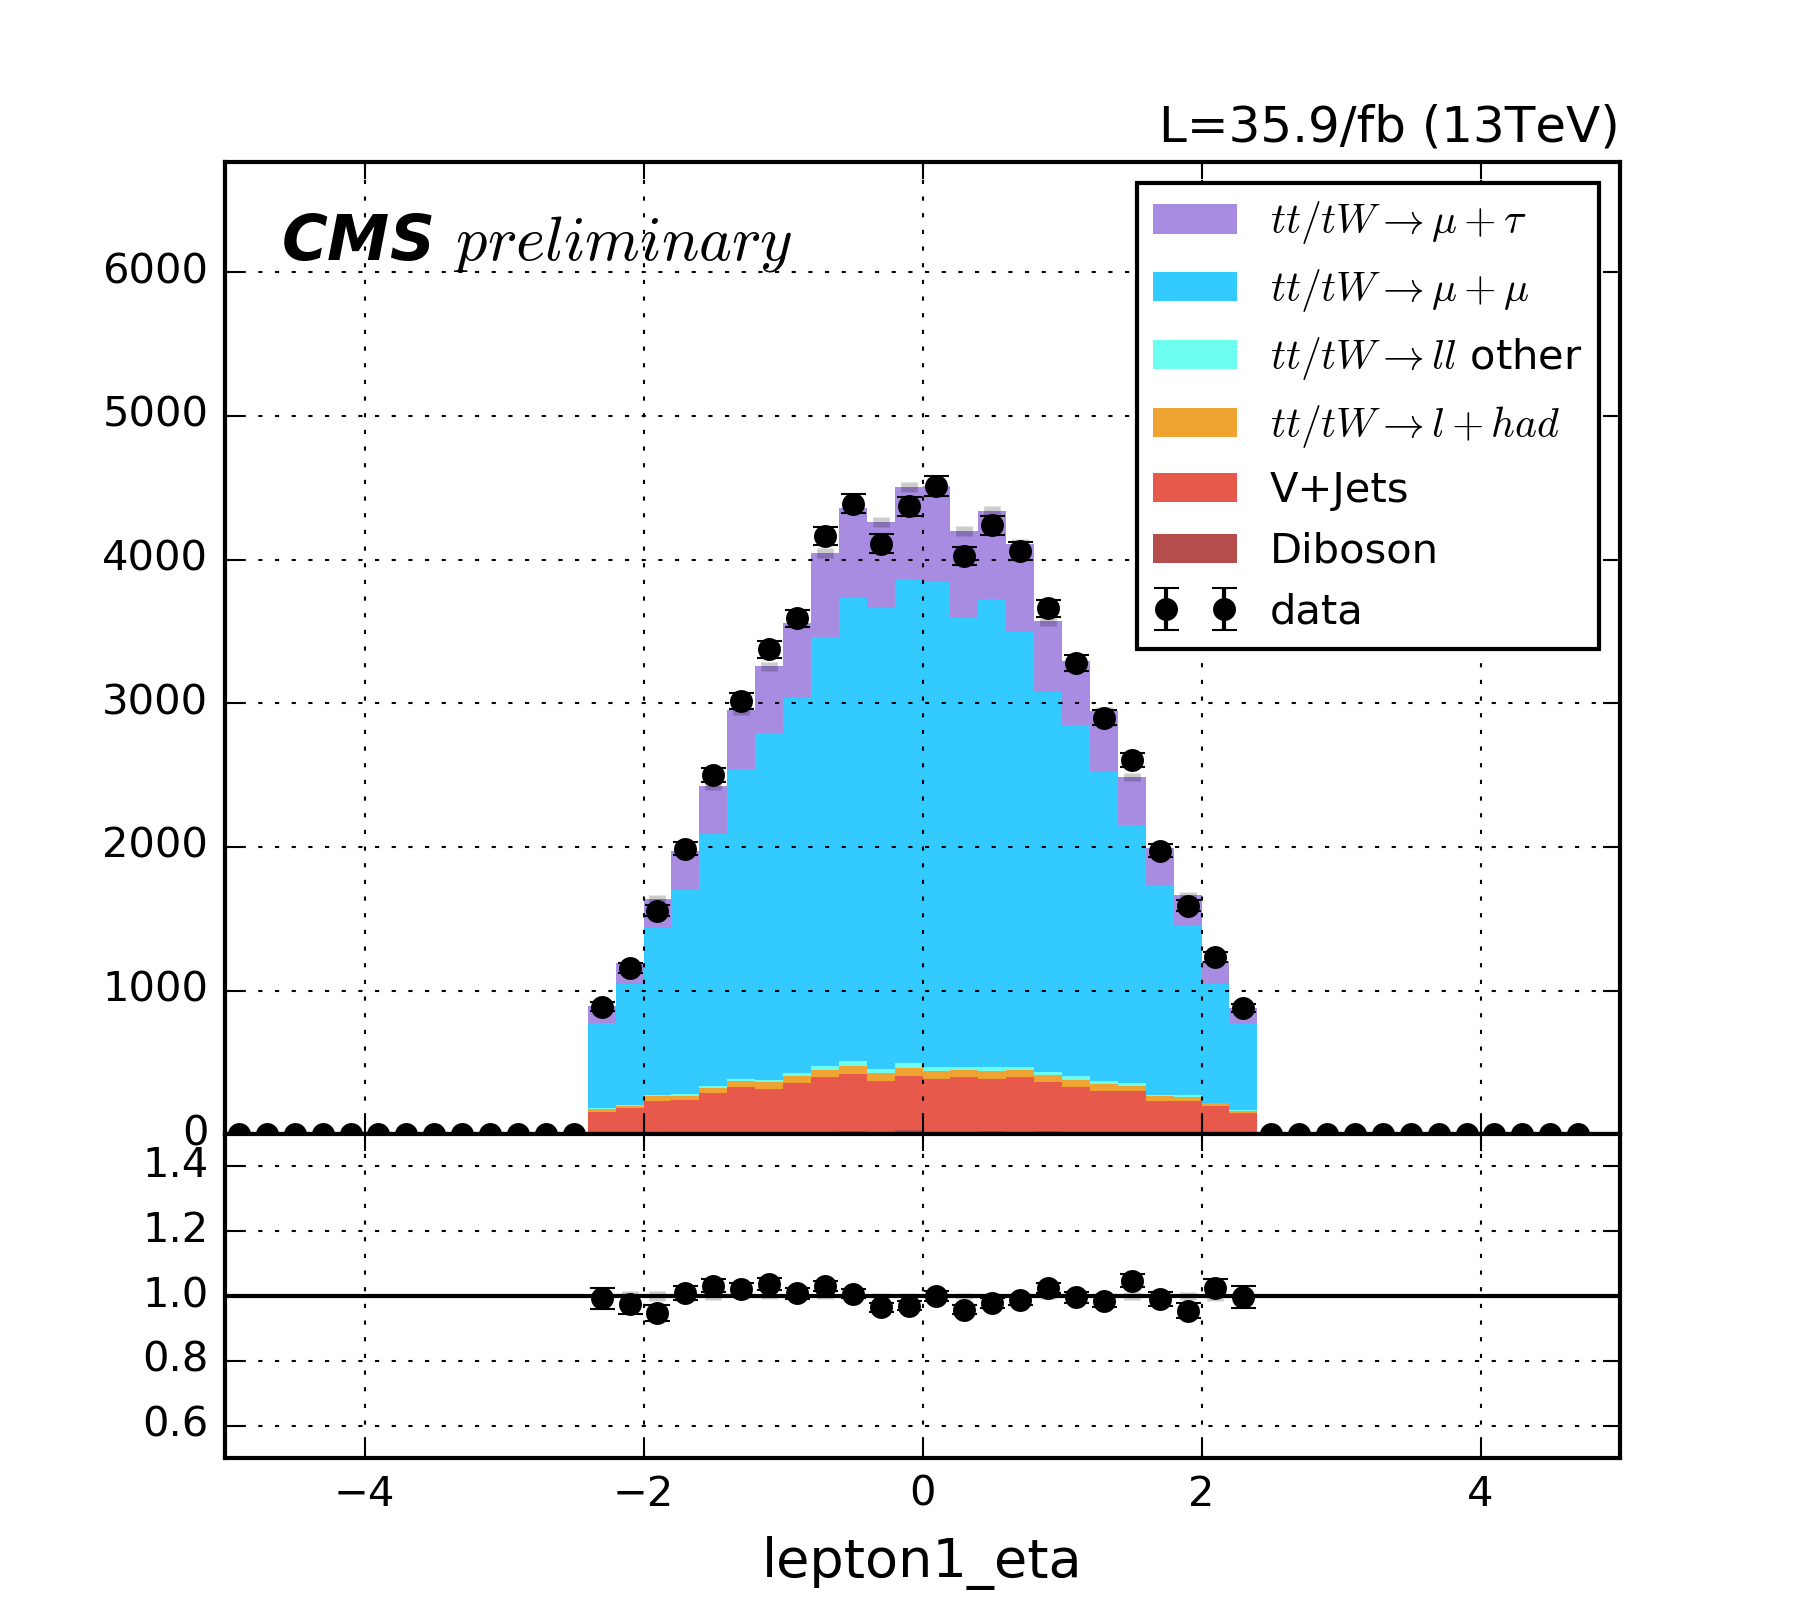 L=35.9/fb (13TeV)
CMS preliminary
tt/tW→μ+τ
tt/tW→μ+μ
tt/tW→ll other
tt/tW→l+had
V+Jets
Diboson
data
6000
5000
4000
3000
2000
1000
0
1.4
1.2
1.0
0.8
0.6
−4 −2 0 2 4
lepton1_eta